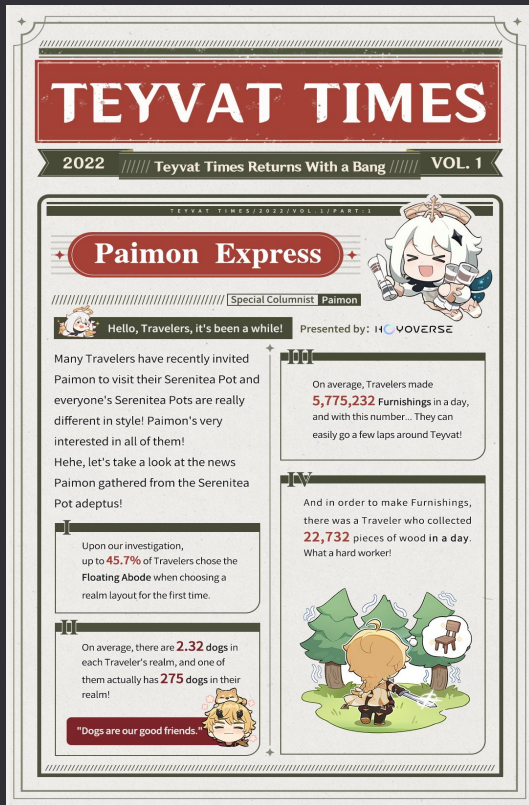 TEYVAT TIMES
2022
Teyvat Times Returns With a Bang
VOL. 1
TEYVAT TIMES/2022/VOL.1/PART:1
Paimon Express
Special Columnist Paimon
Hello, Travelers, it's been a while!
Presented by: HOYOVERSE
Many Travelers have recently invited
Paimon to visit their Serenitea Pot and
everyone's Serenitea Pots are really
different in style! Paimon's very
interested in all of them!
Hehe, let's take a look at the news
Paimon gathered from the Serenitea
Pot adeptus!
I
Upon our investigation,
up to 45.7% of Travelers chose the
Floating Abode when choosing a
realm layout for the first time.
II
On average, there are 2.32 dogs in
each Traveler's realm, and one of
them actually has 275 dogs in their
realm!
"Dogs are our good friends."
III
On average, Travelers made
5,775,232 Furnishings in a day,
and with this number... They can
easily go a few laps around Teyvat!
IV
And in order to make Furnishings,
there was a Traveler who collected
22,732 pieces of wood in a day.
What a hard worker!